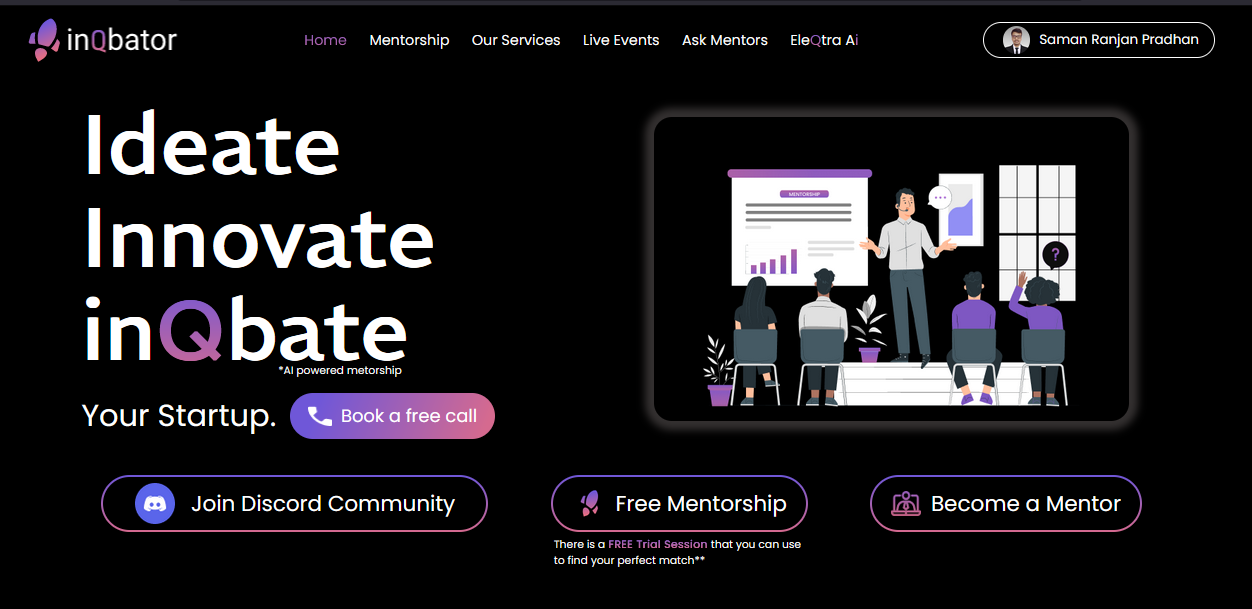 inQbator
Home Mentorship Our Services Live Events Ask Mentors EleQtra Ai
Saman Ranjan Pradhan
Ideate
Innovate
inQbate
*AI powered metorship
Your Startup.
Book a free call
MENTORSHIP
?
Join Discord Community
Free Mentorship
Become a Mentor
There is a FREE Trial Session that you can use
to find your perfect match**